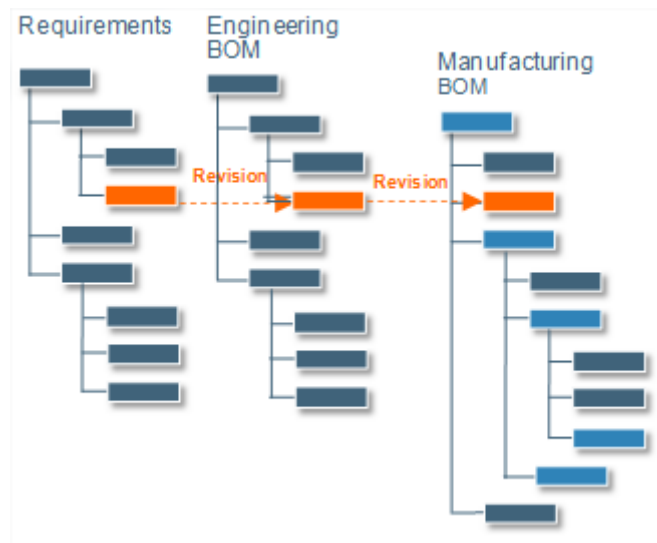 Requirements
Engineering
BOM
Manufacturing
BOM
Revision
Revision